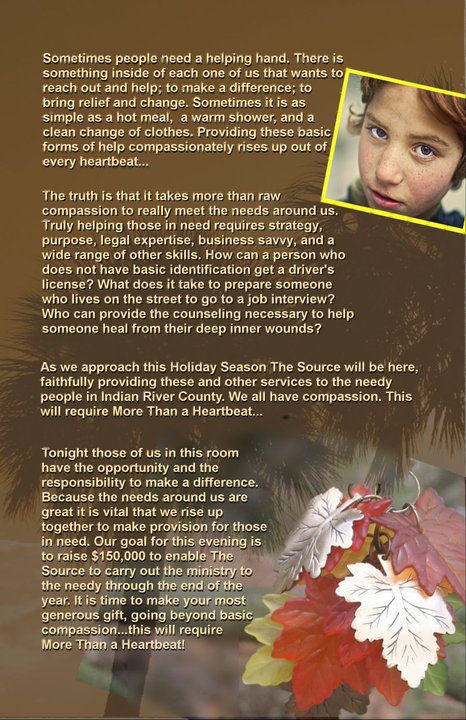 Sometimes people need a helping hand. There is
something inside of each one of us that wants to
reach out and help; to make a difference; to
bring relief and change. Sometimes it is as
simple as a hot meal,  a warm shower, and a
clean change of clothes. Providing these basic
forms of help compassionately rises up out of
every heartbeat...
The truth is that it takes more than raw
compassion to really meet the needs around us.
Truly helping those in need requires strategy,
purpose, legal expertise, business savvy, and a
wide range of other skills. How can a person who
does not have basic identification get a driver's
license? What does it take to prepare someone
who lives on the street to go to a job interview?
Who can provide the counseling necessary to help
someone heal from their deep inner wounds?
As we approach this Holiday Season The Source will be here,
faithfully providing these and other services to the needy
people in Indian River County. We all have compassion. This
will require More Than a Heartbeat...
Tonight those of us in this room
have the opportunity and the
responsibility to make a difference.
Because the needs around us are
great it is vital that we rise up
together to make provision for those
in need. Our goal for this evening is
to raise $150,000 to enable The
Source to carry out the ministry to
the needy through the end of the
year. It is time to make your most
generous gift, going beyond basic
compassion...this will require
More Than a Heartbeat!